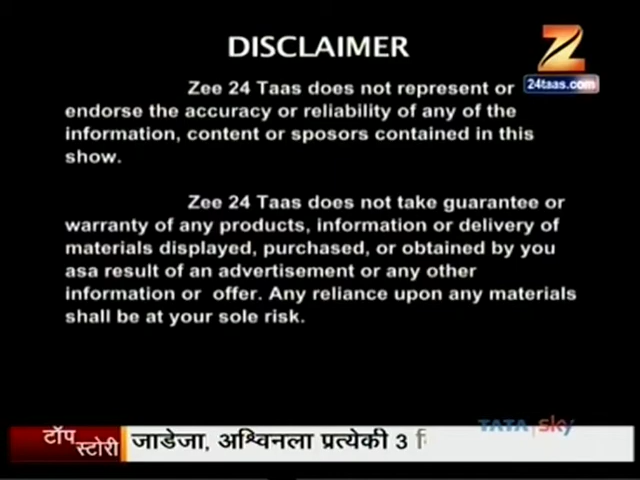 DISCLAIMER
Zee 24 Taas does not represent or
endorse the accuracy or reliability of any of the
information, content or sposors contained in this
show.
Zee 24 Taas does not take guarantee or
warranty of any products, information or delivery of
materials displayed, purchased, or obtained by you
asa result of an advertisement or any other
information or offer. Any reliance upon any materials
shall be at your sole risk.
24taas.com
TATA sky
टॉप
स्टोरी
जाडेजा, अश्विनला प्रत्येकी 3